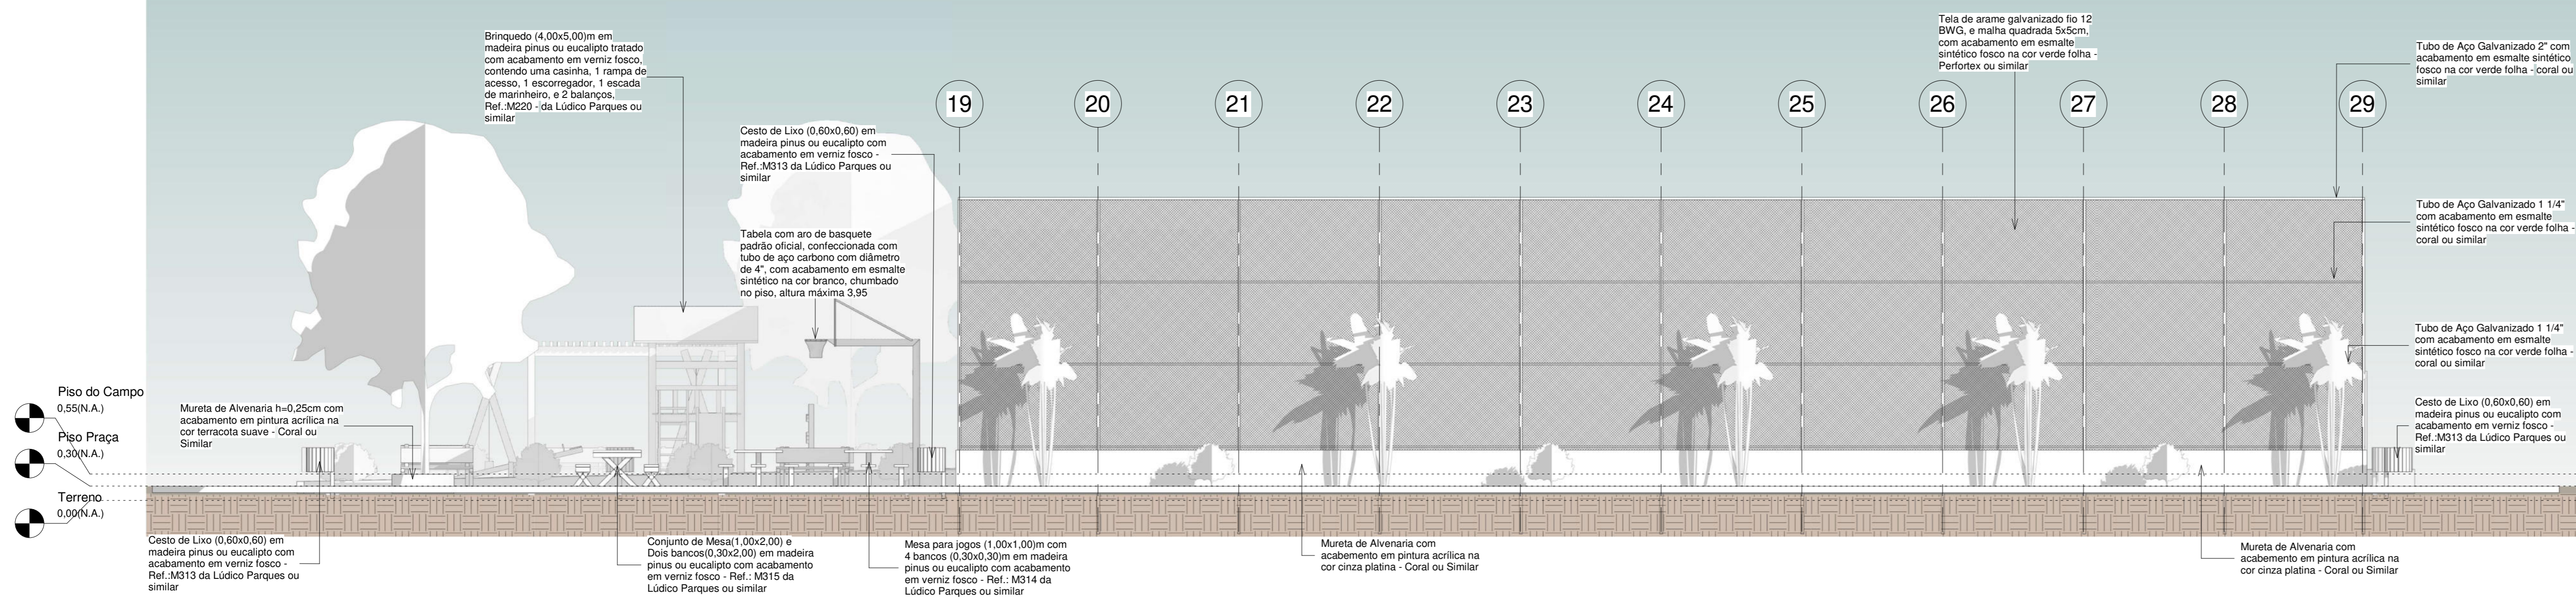 Brinquedo (4,00x5,00)m em
madeira pinus ou eucalipto tratado
com acabamento em verniz fosco,
contendo uma casinha, 1 rampa de
acesso, 1 escorregador, 1 escada
de marinheiro, e 2 balanços,
Ref.:M220 - da Lúdico Parques ou
similar
Cesto de Lixo (0,60x0,60) em
madeira pinus ou eucalipto com
acabamento em verniz fosco -
Ref.:M313 da Lúdico Parques ou
similar
Tabela com aro de basquete
padrão oficial, confeccionada com
tubo de aço carbono com diâmetro
de 4", com acabamento em esmalte
sintético na cor branco, chumbado
no piso, altura máxima 3,95
19
20
21
22
23
24
25
26
27
28
29
Tela de arame galvanizado fio 12
BWG, e malha quadrada 5x5cm,
com acabamento em esmalte
sintético fosco na cor verde folha -
Perfortex ou similar
Tubo de Aço Galvanizado 2" com
acabamento em esmalte sintético
fosco na cor verde folha - coral ou
similar
Tubo de Aço Galvanizado 1 1/4"
com acabamento em esmalte
sintético fosco na cor verde folha -
coral ou similar
Tubo de Aço Galvanizado 1 1/4"
com acabamento em esmalte
sintético fosco na cor verde folha -
coral ou similar
Cesto de Lixo (0,60x0,60) em
madeira pinus ou eucalipto com
acabamento em verniz fosco -
Ref.:M313 da Lúdico Parques ou
similar
Piso do Campo
0,55(N.A.)
Piso Praça
0,30(N.A.)
Terreno
0,00(N.A.)
Mureta de Alvenaria h=0,25cm com
acabamento em pintura acrílica na
cor terracota suave - Coral ou
Similar
Cesto de Lixo (0,60x0,60) em
madeira pinus ou eucalipto com
acabamento em verniz fosco -
Ref.:M313 da Lúdico Parques ou
similar
Conjunto de Mesa(1,00x2,00) e
Dois bancos(0,30x2,00) em madeira
pinus ou eucalipto com acabamento
em verniz fosco - Ref.: M315 da
Lúdico Parques ou similar
Mesa para jogos (1,00x1,00)m com
4 bancos (0,30x0,30)m em madeira
pinus ou eucalipto com acabamento
em verniz fosco - Ref.: M314 da
Lúdico Parques ou similar
Mureta de Alvenaria com
acabemento em pintura acrílica na
cor cinza platina - Coral ou Similar
Mureta de Alvenaria com
acabemento em pintura acrílica na
cor cinza platina - Coral ou Similar